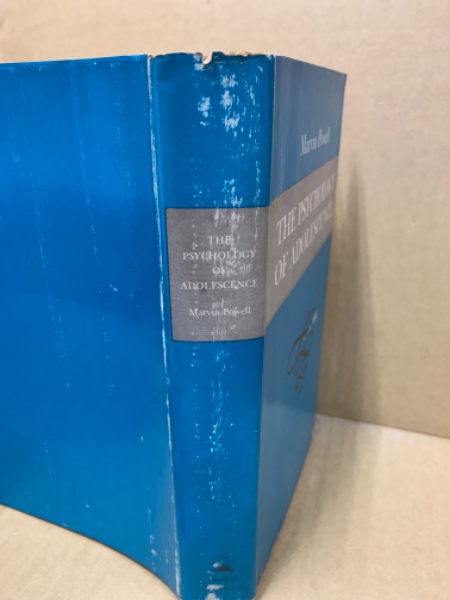 THE
PSYCHOLOGY
OF
ADOLESCENCE
Marvin Powell
Marvin Powell
THE PSYCHOLOGY
OF ADOLESCENCE